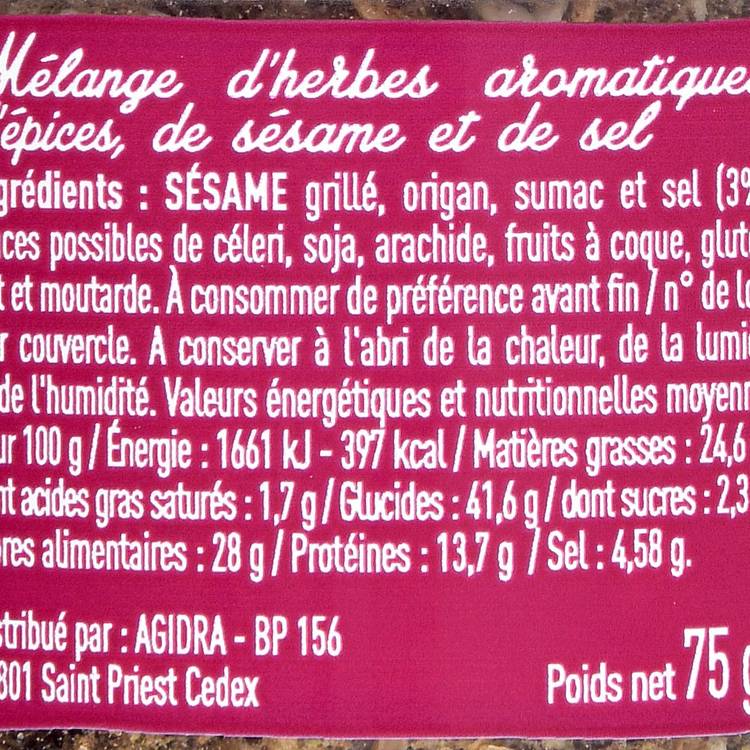 Mélange d'herbes aromatique
d'épices, de sésame et de sel
grédients : SÉSAME grillé, origan, sumac et sel (3%
ces possibles de céleri, soja, arachide, fruits à coque, glut
t et moutarde. À consommer de préférence avant fin / n° de lo
r couvercle. A conserver à l'abri de la chaleur, de la lumiè
de l'humidité. Valeurs énergétiques et nutritionnelles moyenn
ur 100 g / Énergie : 1661 kJ - 397 kcal / Matières grasses : 24,6
nt acides gras saturés : 1,7 g / Glucides : 41,6 g / dont sucres : 2,3
bres alimentaires : 28 g / Protéines : 13,7 g / Sel : 4,58 g.
stribué par : AGIDRA - BP 156
801 Saint Priest Cedex
Poids net 75 g